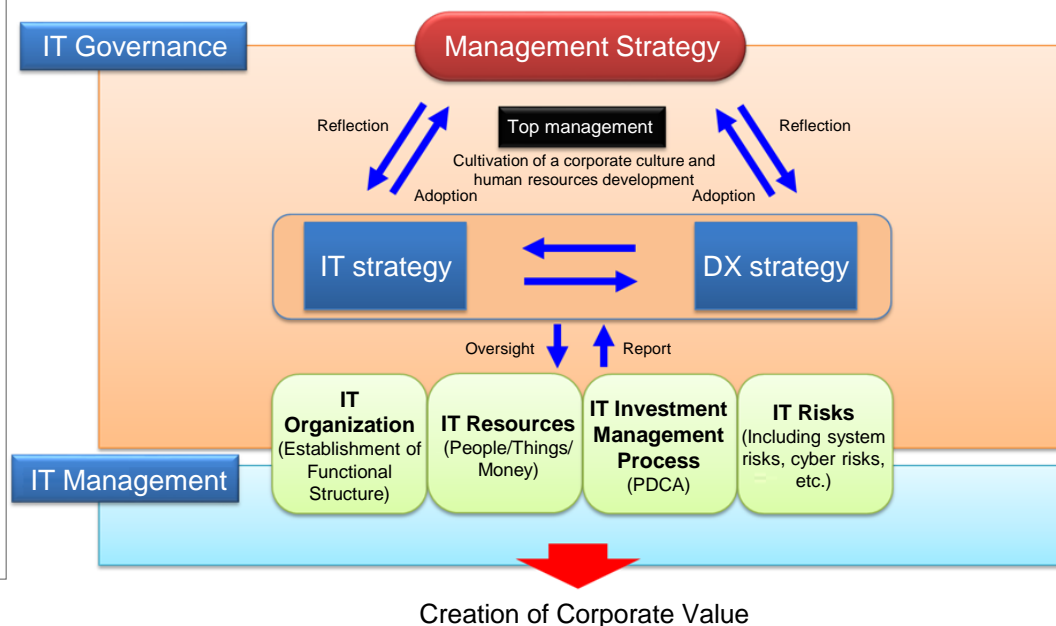 IT Governance
Management Strategy
Reflection
Top management
Reflection
Cultivation of a corporate culture and
human resources development
Adoption
Adoption
IT strategy
DX strategy
Oversight
Report
IT
Organization
(Establishment of
Functional
Structure)
IT Resources
(People/Things/
Money)
IT Investment
Management
Process
(PDCA)
IT Risks
(Including system
risks, cyber risks,
etc.)
IT Management
Creation of Corporate Value